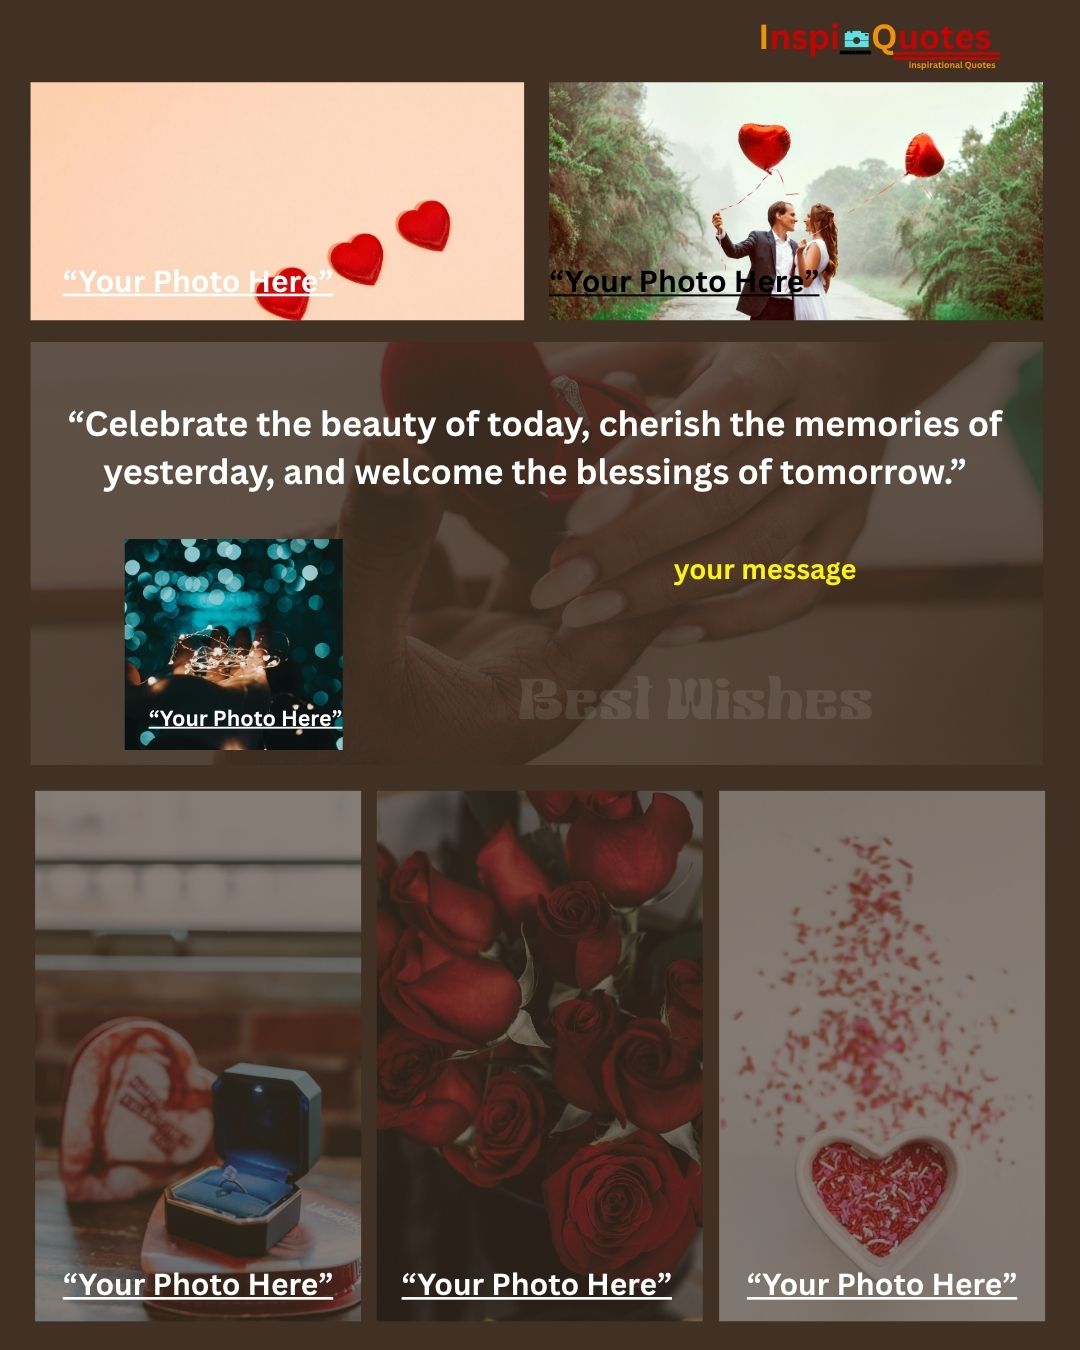 InspiQuotes
Inspirational Quotes
“Your Photo Here”
“Your Photo Here”
“Celebrate the beauty of today, cherish the memories of
yesterday, and welcome the blessings of tomorrow.”
your message
“Your Photo Here”
Best Wishes
“Your Photo Here”
“Your Photo Here”
“Your Photo Here”